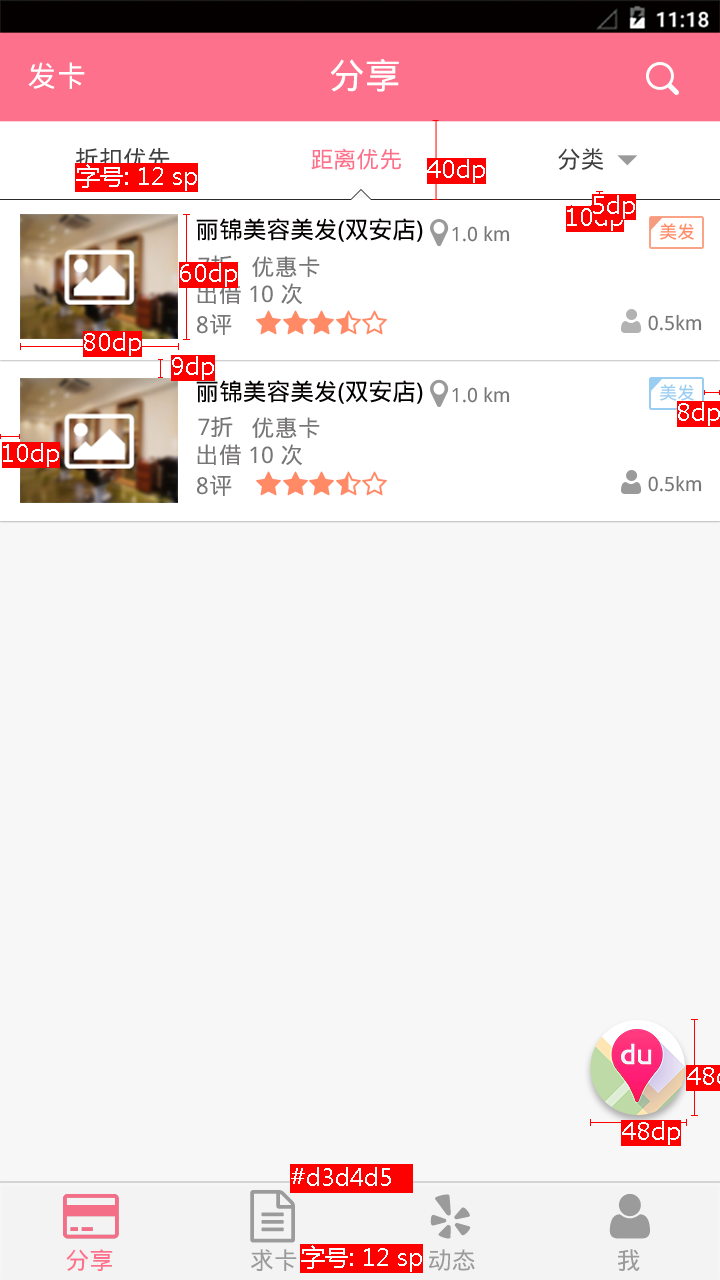 11:18
发卡 分享
折扣优先 距离优先 分类
字号: 12 sp 40dp
5dp
10dp
丽锦美容美发(双安店) 1.0 km 美发
60dp 7折 优惠卡
出借 10 次
8评 0.5km
80dp
9dp
丽锦美容美发(双安店) 1.0 km 美发
8dp
7折 优惠卡
10dp 出借 10 次
8评 0.5km
du
48d
48dp
#d3d4d5
分享 求卡 字号: 12 sp 动态 我